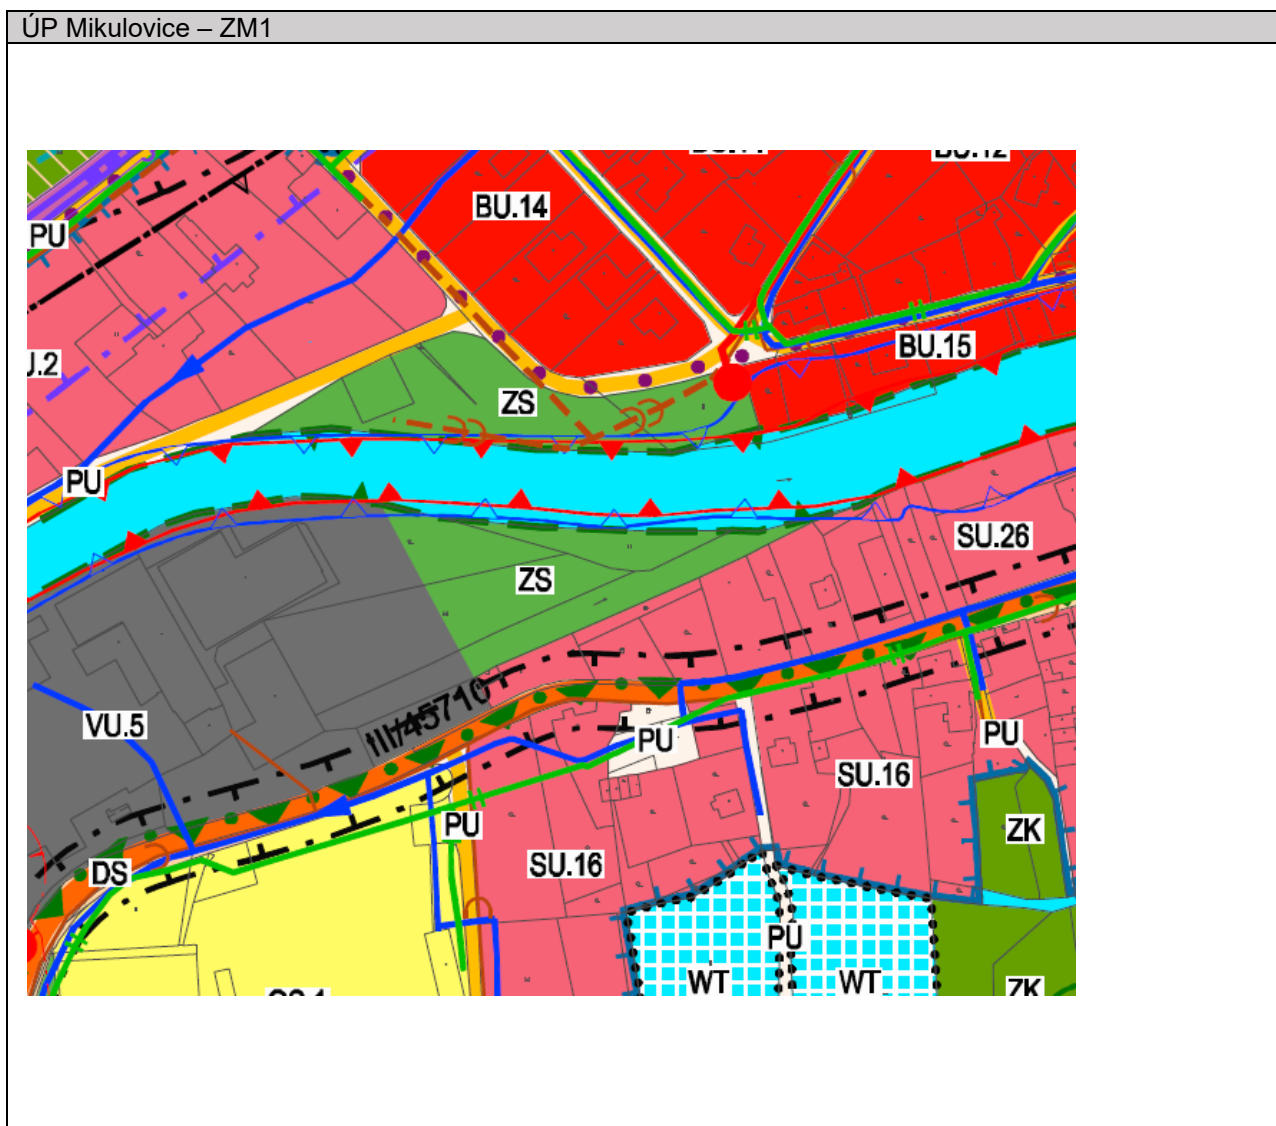 ÚP Mikulovice – ZM1
BU.14
PU
BU.15
J.2
ZS
PU
SU.26
ZS
III/45710
VU.5
PU
PU
SU.16
PU
ZK
SU.16
DS
PU
WT
WT
ZK